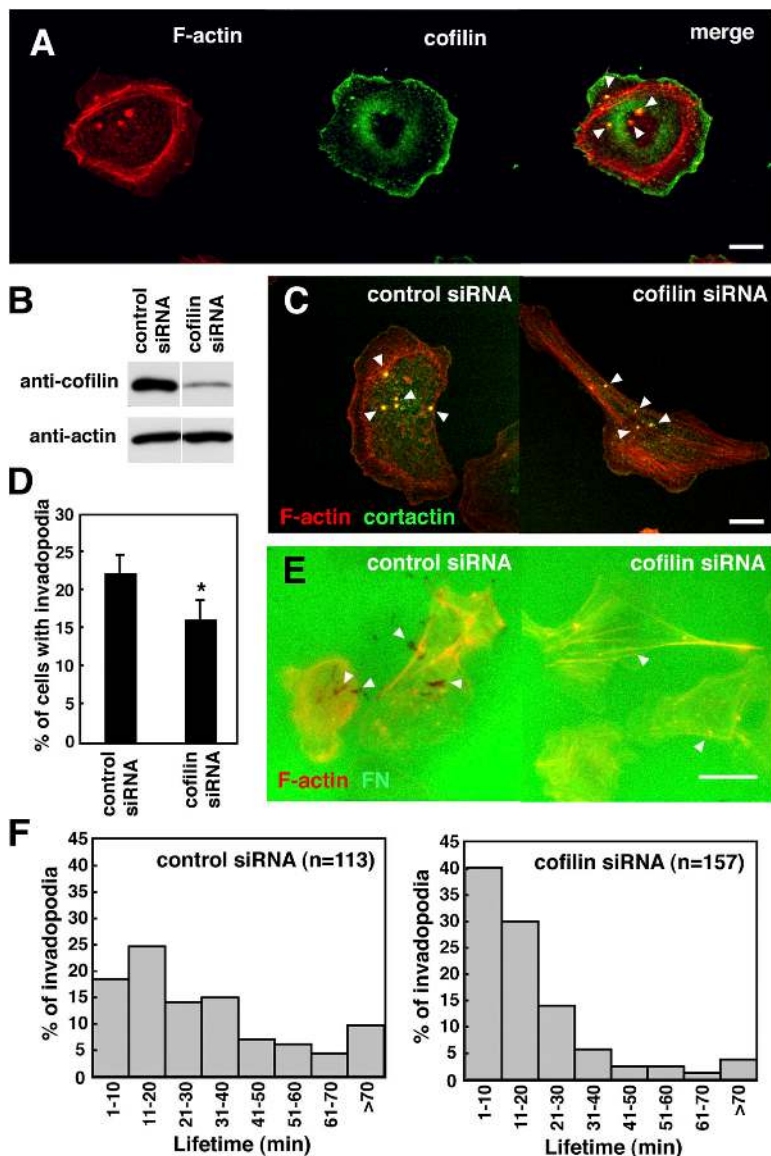 A
F-actin
cofilin
merge
B
control siRNA
cofilin siRNA
anti-cofilin
anti-actin
C
control siRNA
cofilin siRNA
F-actin cortactin
D
% of cells with invadopodia
30
25
20
15
10
5
0
*
control siRNA
cofilin siRNA
E
control siRNA
cofilin siRNA
F-actin FN
F
control siRNA (n=113)
% of invadopodia
45
40
35
30
25
20
15
10
5
0
1-10
11-20
21-30
31-40
41-50
51-60
61-70
>70
Lifetime (min)
cofilin siRNA (n=157)
% of invadopodia
45
40
35
30
25
20
15
10
5
0
1-10
11-20
21-30
31-40
41-50
51-60
61-70
>70
Lifetime (min)